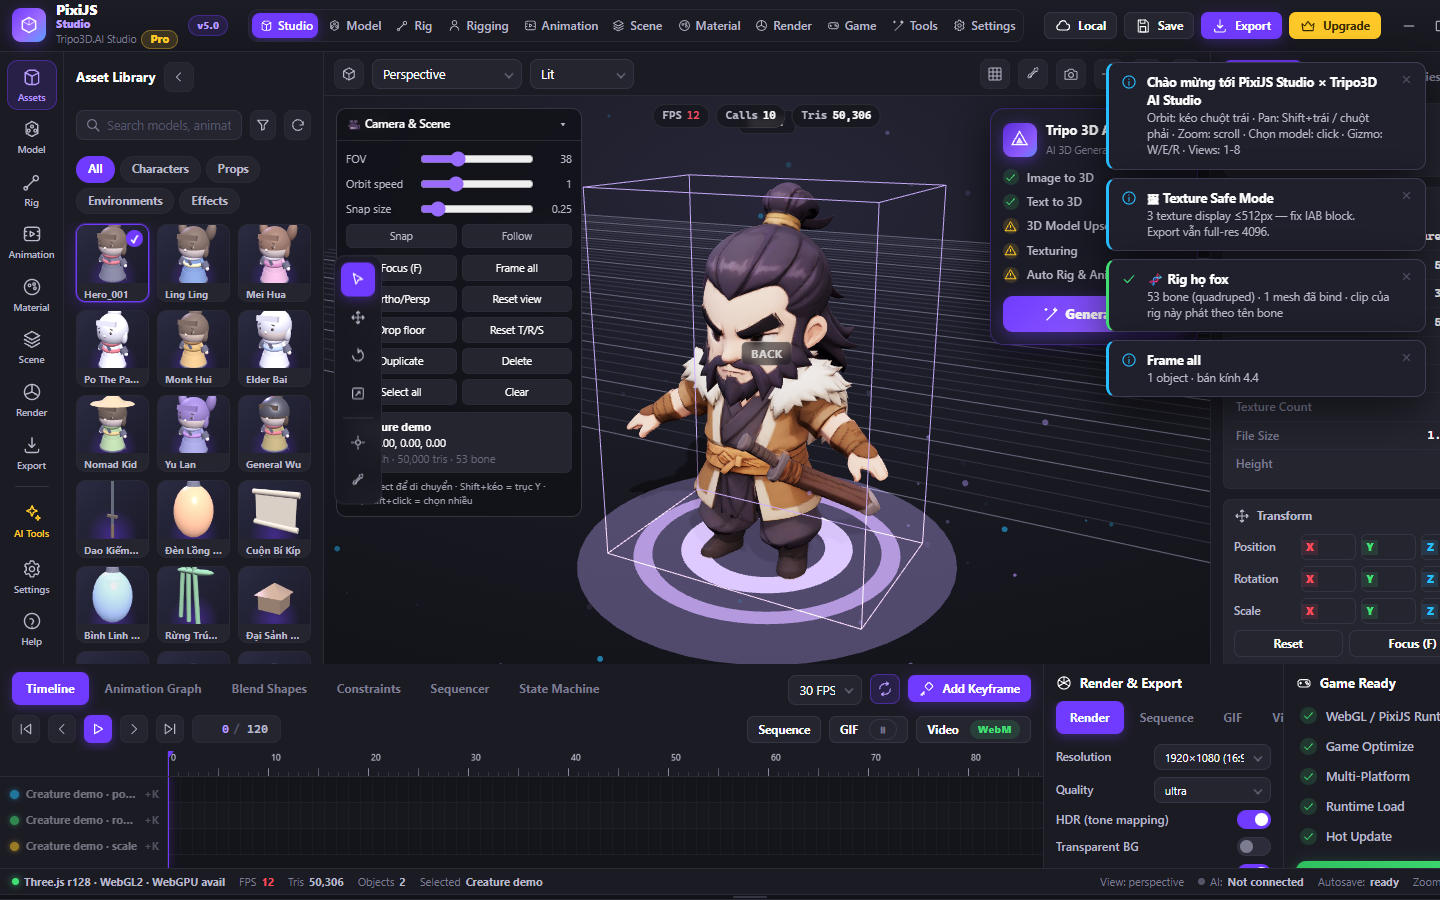 PixiJS
Studio
Tripo3D.AI Studio Pro
v5.0
Studio Model Rig Rigging Animation Scene Material Render Game Tools Settings
Local Save Export Upgrade
Assets
Model
Rig
Animation
Material
Scene
Render
Export
AI Tools
Settings
Help
Asset Library
Search models, animat
All Characters Props
Environments Effects
Hero_001 Ling Ling Mei Hua
Po The Pa... Monk Hui Elder Bai
Nomad Kid Yu Lan General Wu
Dao Kiếm... Đèn Lồng ... Cuộn Bí Kíp
Bình Linh ... Rừng Trú... Đại Sảnh ...
Perspective Lit
Camera & Scene
FOV 38
Orbit speed 1
Snap size 0.25
Snap Follow
Focus (F) Frame all
rtho/Persp Reset view
Drop floor Reset T/R/S
Duplicate Delete
Select all Clear
ure demo
.00, 0.00, 0.00
sh · 50,000 tris · 53 bone
ect để di chuyển · Shift+kéo = trục Y ·
ft+click = chọn nhiều
FPS 12 Calls 10 Tris 50,306
BACK
Tripo 3D A
AI 3D Genera
Image to 3D
Text to 3D
3D Model Upsc
Texturing
Auto Rig & Ani
Genera
Chào mừng tới PixiJS Studio × Tripo3D
AI Studio
Orbit: kéo chuột trái · Pan: Shift+trái / chuột
phải · Zoom: scroll · Chọn model: click · Gizmo:
W/E/R · Views: 1-8
Texture Safe Mode
3 texture display ≤512px — fix IAB block.
Export vẫn full-res 4096.
Rig họ fox
53 bone (quadruped) · 1 mesh đã bind · clip của
rig này phát theo tên bone
Frame all
1 object · bán kính 4.4
Texture Count
File Size 1.
Height
Transform
Position X Y Z
Rotation X Y Z
Scale X Y Z
Reset Focus (F)
Timeline Animation Graph Blend Shapes Constraints Sequencer State Machine
30 FPS Add Keyframe
0 / 120
Sequence GIF Video WebM
0 10 20 30 40 50 60 70 80
Creature demo · po... +K
Creature demo · ro... +K
Creature demo · scale +K
Render & Export
Render Sequence GIF Vi
Resolution 1920×1080 (16:9
Quality ultra
HDR (tone mapping)
Transparent BG
Game Ready
WebGL / PixiJS Runt
Game Optimize
Multi-Platform
Runtime Load
Hot Update
Three.js r128 · WebGL2 · WebGPU avail FPS 12 Tris 50,306 Objects 2 Selected Creature demo
View: perspective AI: Not connected Autosave: ready Zoom